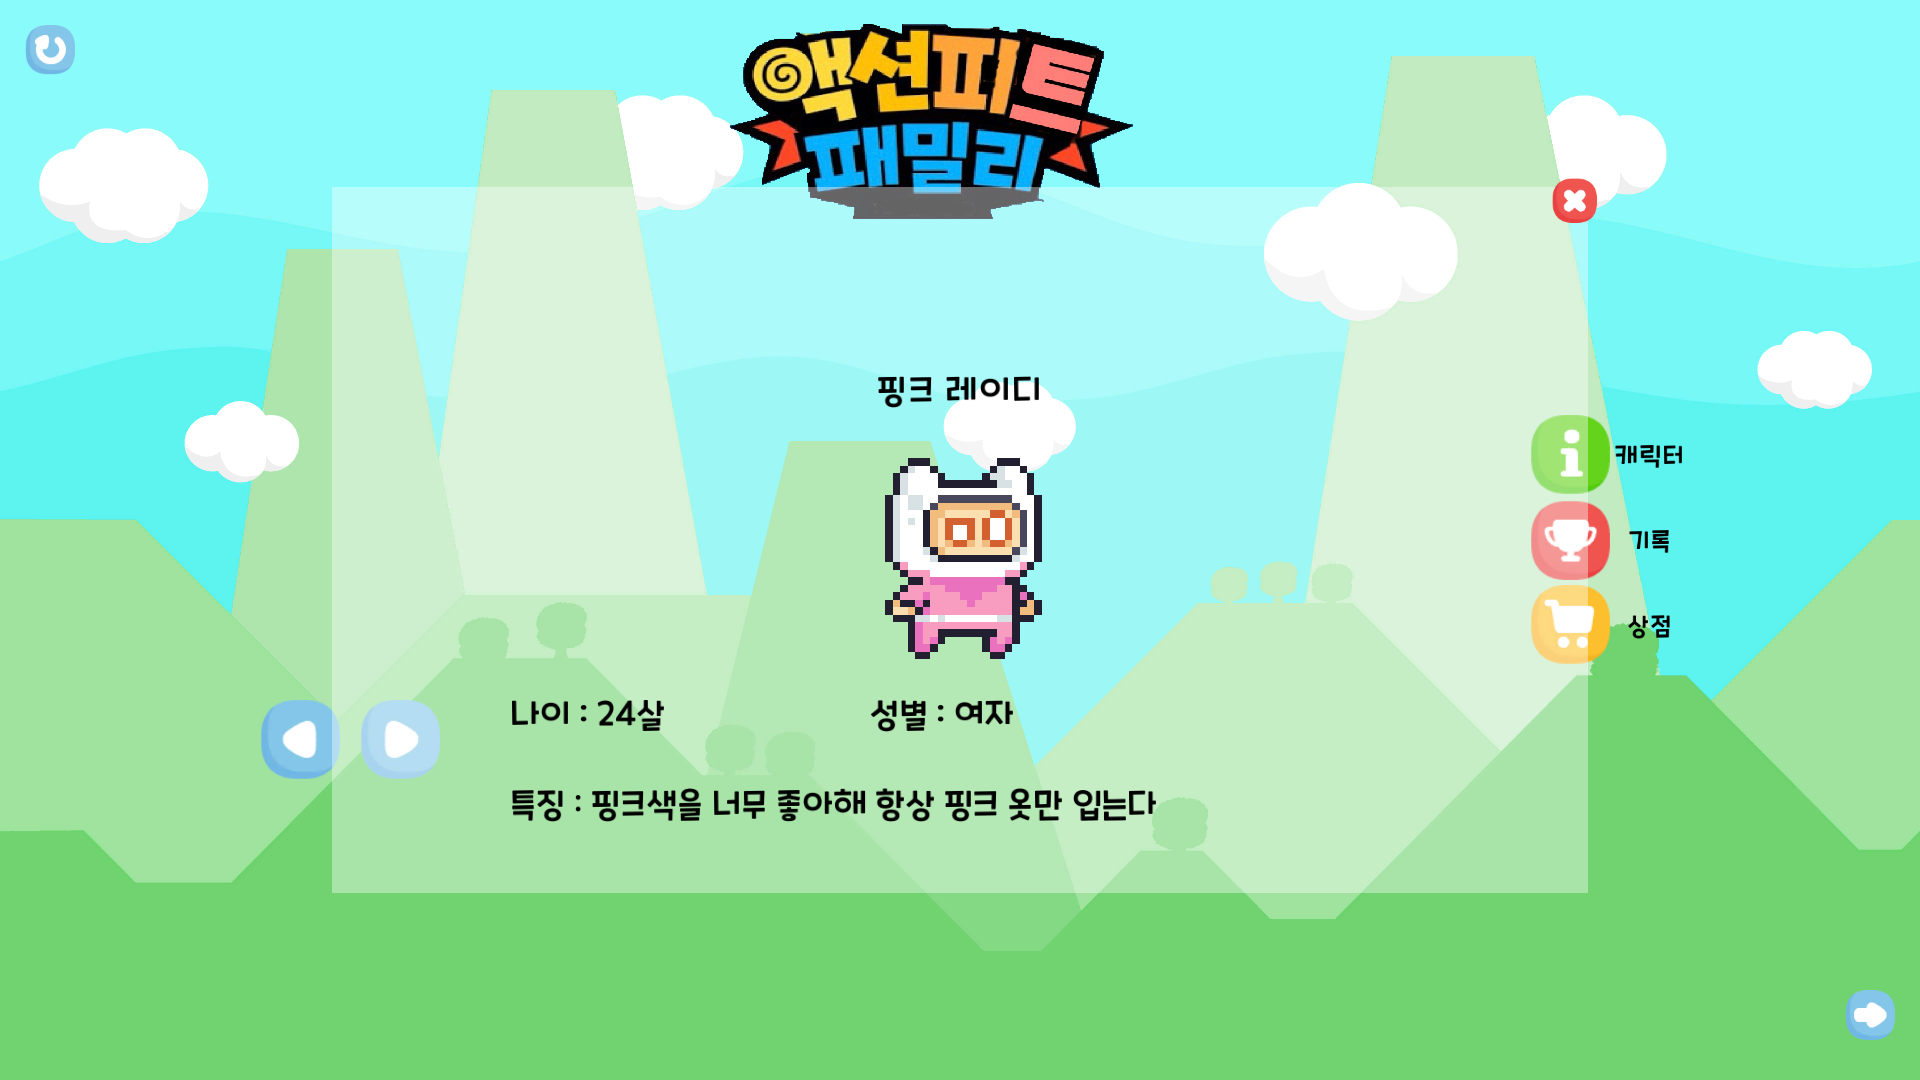 액션피트
패밀리
핑크 레이디
캐릭터
기록
상점
나이 : 24살
성별 : 여자
특징 : 핑크색을 너무 좋아해 항상 핑크 옷만 입는다